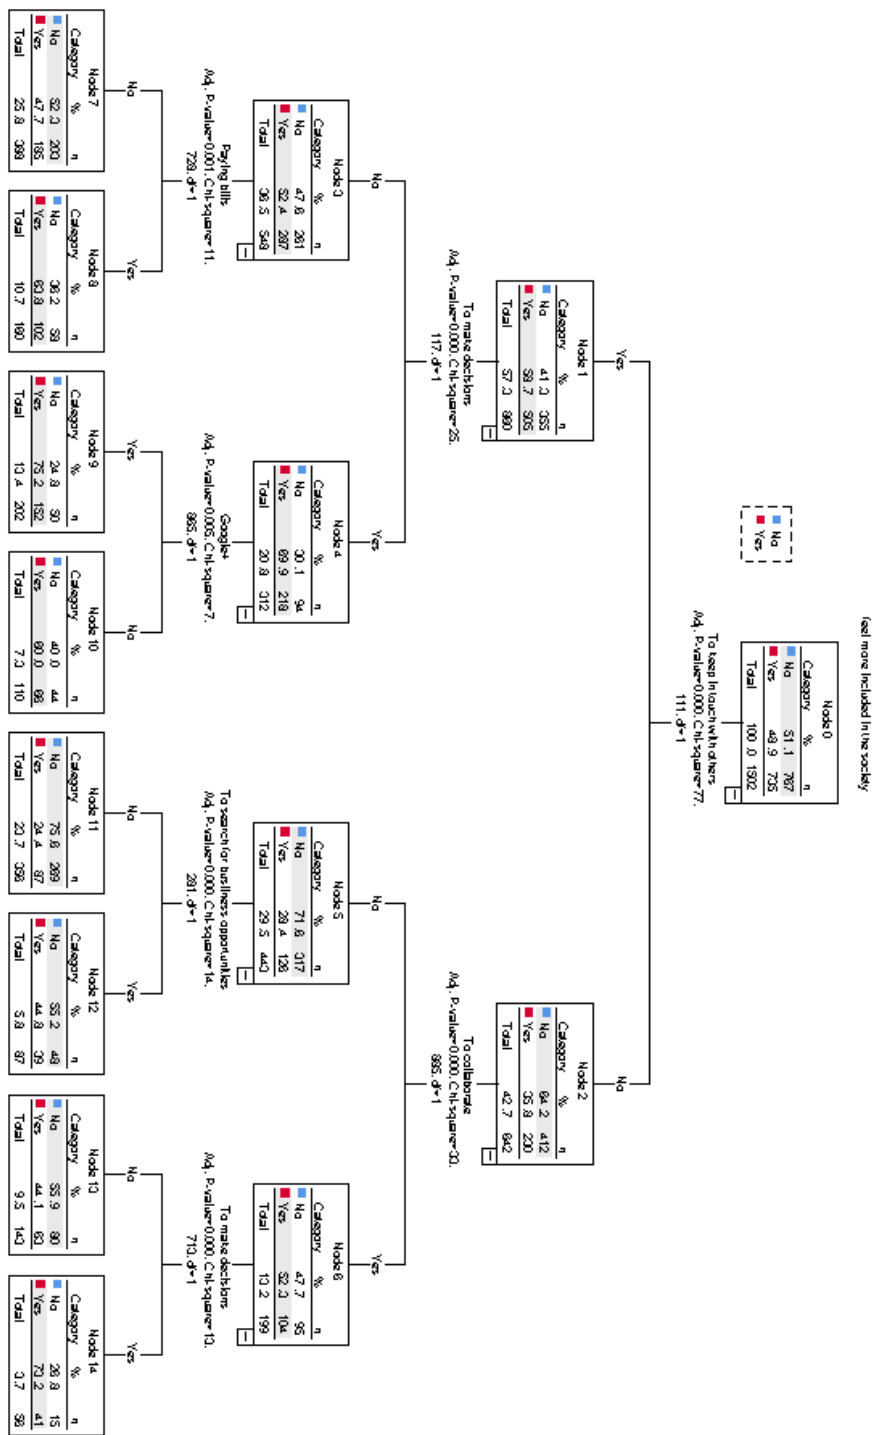 feel more included in the society
Node 0
Category % n
No 51.1 767
Yes 48.9 735
Total 100.0 1502
No
Yes
To keep in touch with others
Adj. P-value=0.000, Chi-square=77.
111, df=1
Yes
No
Node 1
Category % n
No 41.3 355
Yes 58.7 505
Total 57.3 860
To make decisions
Adj. P-value=0.000, Chi-square=25.
117, df=1
Node 2
Category % n
No 64.2 412
Yes 35.8 230
Total 42.7 642
To collaborate
Adj. P-value=0.000, Chi-square=33.
885, df=1
No
Yes
No
Yes
Node 3
Category % n
No 47.6 261
Yes 52.4 287
Total 36.5 548
Paying bills
Adj. P-value=0.001, Chi-square=11.
728, df=1
Node 4
Category % n
No 30.1 94
Yes 69.9 218
Total 20.8 312
Google+
Adj. P-value=0.005, Chi-square=7.
865, df=1
Node 5
Category % n
No 71.6 317
Yes 28.4 126
Total 29.5 443
To search for business opportunities
Adj. P-value=0.000, Chi-square=14.
281, df=1
Node 6
Category % n
No 47.7 95
Yes 52.3 104
Total 13.2 199
To make decisions
Adj. P-value=0.000, Chi-square=13.
713, df=1
No
Yes
Yes
No
No
Yes
No
Yes
Node 7
Category % n
No 52.3 203
Yes 47.7 185
Total 25.8 388
Node 8
Category % n
No 36.2 58
Yes 63.8 102
Total 10.7 160
Node 9
Category % n
No 24.8 50
Yes 75.2 152
Total 13.4 202
Node 10
Category % n
No 40.0 44
Yes 60.0 66
Total 7.3 110
Node 11
Category % n
No 75.6 269
Yes 24.4 87
Total 23.7 356
Node 12
Category % n
No 55.2 48
Yes 44.8 39
Total 5.8 87
Node 13
Category % n
No 55.9 80
Yes 44.1 63
Total 9.5 143
Node 14
Category % n
No 26.8 15
Yes 73.2 41
Total 3.7 56